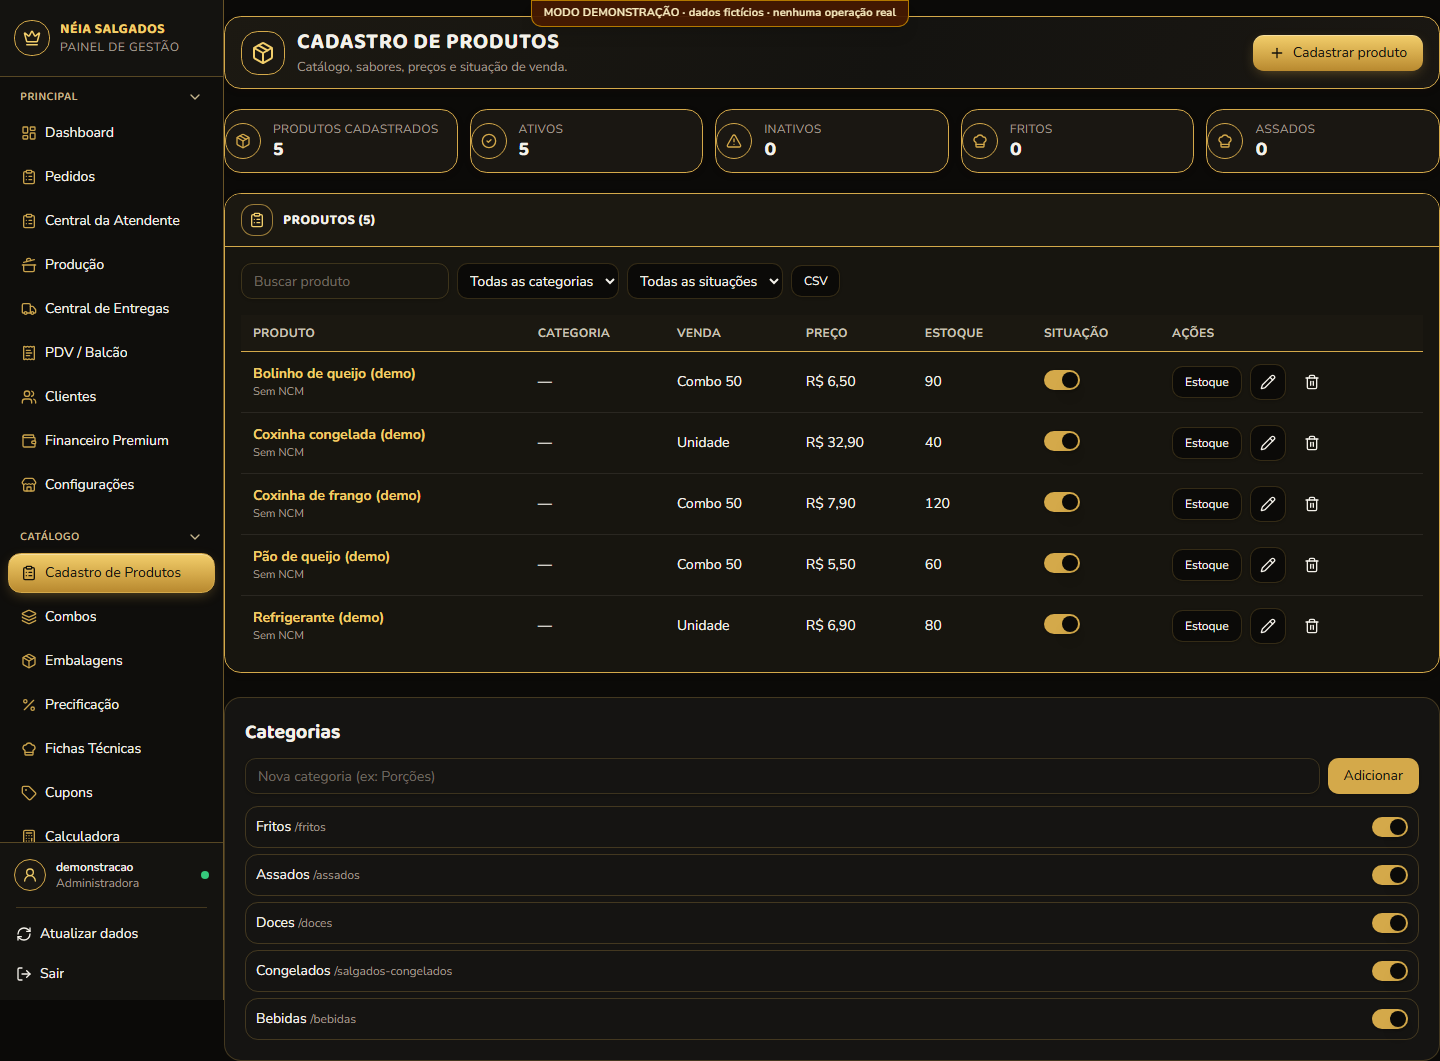 MODO DEMONSTRAÇÃO · dados fictícios · nenhuma operação real
NÉIA SALGADOS
PAINEL DE GESTÃO
PRINCIPAL
Dashboard
Pedidos
Central da Atendente
Produção
Central de Entregas
PDV / Balcão
Clientes
Financeiro Premium
Configurações
CATÁLOGO
Cadastro de Produtos
Combos
Embalagens
Precificação
Fichas Técnicas
Cupons
Calculadora
demonstracao
Administradora
Atualizar dados
Sair
CADASTRO DE PRODUTOS
Catálogo, sabores, preços e situação de venda.
Cadastrar produto
PRODUTOS CADASTRADOS
5
ATIVOS
5
INATIVOS
0
FRITOS
0
ASSADOS
0
PRODUTOS (5)
Buscar produto Todas as categorias Todas as situações CSV
PRODUTO CATEGORIA VENDA PREÇO ESTOQUE SITUAÇÃO AÇÕES
Bolinho de queijo (demo) — Combo 50 R$ 6,50 90 Estoque
Sem NCM
Coxinha congelada (demo) — Unidade R$ 32,90 40 Estoque
Sem NCM
Coxinha de frango (demo) — Combo 50 R$ 7,90 120 Estoque
Sem NCM
Pão de queijo (demo) — Combo 50 R$ 5,50 60 Estoque
Sem NCM
Refrigerante (demo) — Unidade R$ 6,90 80 Estoque
Sem NCM
Categorias
Nova categoria (ex: Porções) Adicionar
Fritos /fritos
Assados /assados
Doces /doces
Congelados /salgados-congelados
Bebidas /bebidas